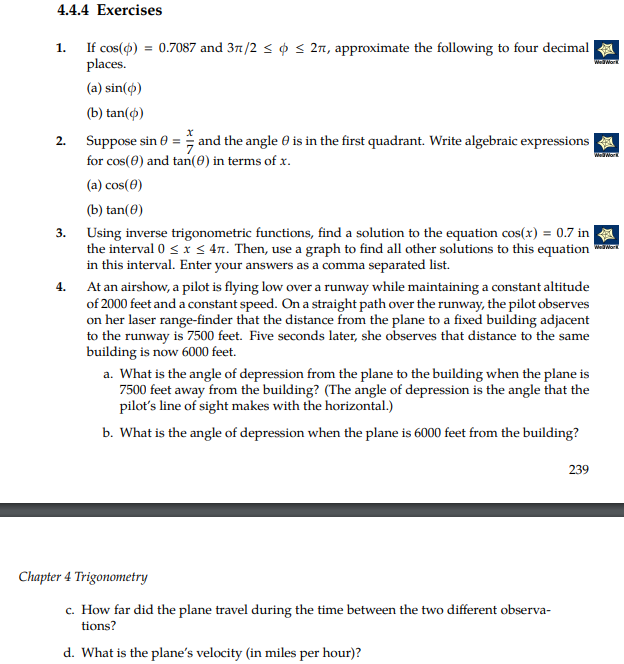 4.4.4 Exercises
1. If cos(ϕ) = 0.7087 and 3π/2 ≤ ϕ ≤ 2π, approximate the following to four decimal
WeBWorK
places.
(a) sin(ϕ)
(b) tan(ϕ)
2. Suppose sin θ = x/7 and the angle θ is in the first quadrant. Write algebraic expressions
WeBWorK
for cos(θ) and tan(θ) in terms of x.
(a) cos(θ)
(b) tan(θ)
3. Using inverse trigonometric functions, find a solution to the equation cos(x) = 0.7 in
the interval 0 ≤ x ≤ 4π. Then, use a graph to find all other solutions to this equation
WeBWorK
in this interval. Enter your answers as a comma separated list.
4. At an airshow, a pilot is flying low over a runway while maintaining a constant altitude
of 2000 feet and a constant speed. On a straight path over the runway, the pilot observes
on her laser range-finder that the distance from the plane to a fixed building adjacent
to the runway is 7500 feet. Five seconds later, she observes that distance to the same
building is now 6000 feet.
a. What is the angle of depression from the plane to the building when the plane is
7500 feet away from the building? (The angle of depression is the angle that the
pilot's line of sight makes with the horizontal.)
b. What is the angle of depression when the plane is 6000 feet from the building?
239
Chapter 4 Trigonometry
c. How far did the plane travel during the time between the two different observa-
tions?
d. What is the plane's velocity (in miles per hour)?